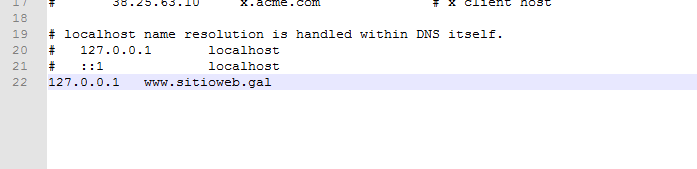 17 # 38.25.63.10 x.acme.com # x client host
18
19 # localhost name resolution is handled within DNS itself.
20 # 127.0.0.1 localhost
21 # ::1 localhost
22 127.0.0.1 www.sitioweb.gal